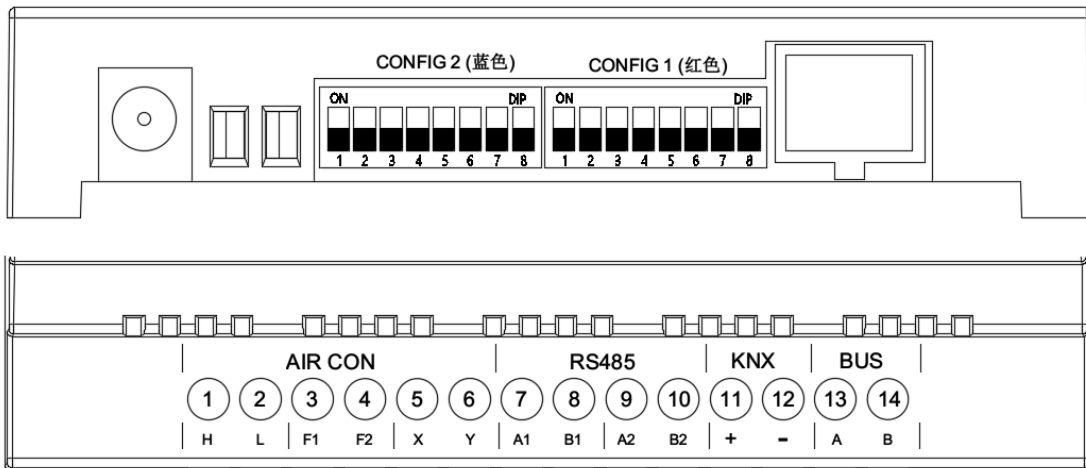 CONFIG 2 (蓝色) CONFIG 1 (红色)
ON DIP ON DIP
1 2 3 4 5 6 7 8 1 2 3 4 5 6 7 8
AIR CON RS485 KNX BUS
1 2 3 4 5 6 7 8 9 10 11 12 13 14
H L F1 F2 X Y A1 B1 A2 B2 + - A B